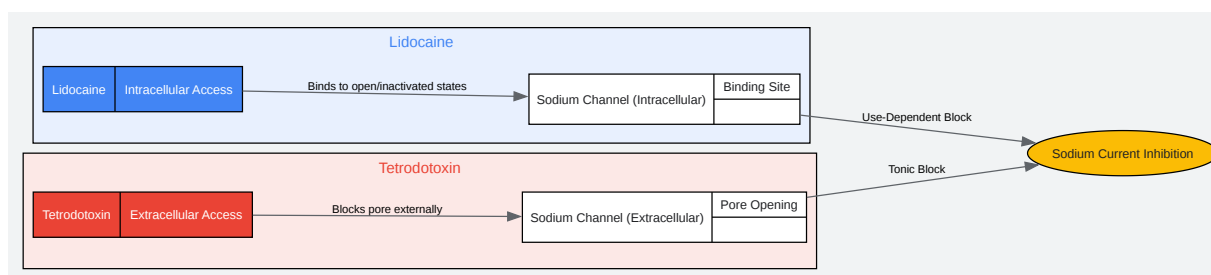 Lidocaine
Lidocaine
Intracellular Access
Binds to open/inactivated states
Sodium Channel (Intracellular)
Binding Site
Use-Dependent Block
Sodium Current Inhibition
Tetrodotoxin
Tetrodotoxin
Extracellular Access
Blocks pore externally
Sodium Channel (Extracellular)
Pore Opening
Tonic Block